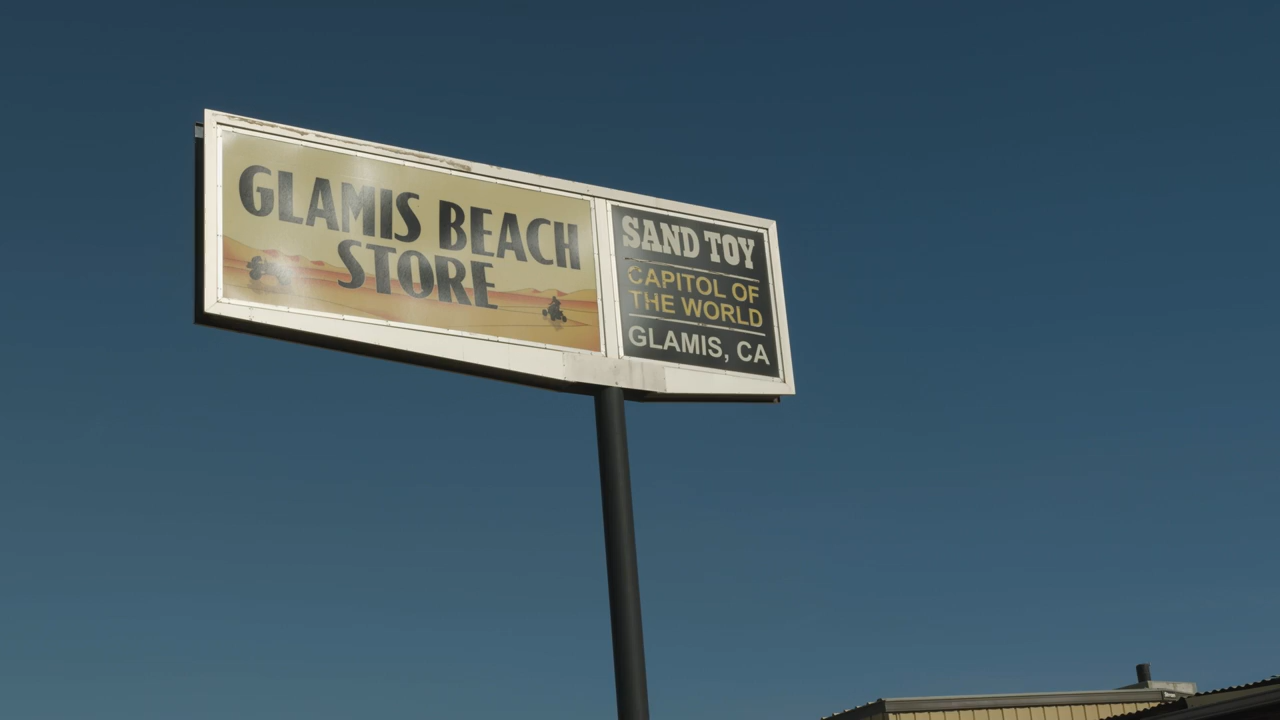 GLAMIS BEACH
STORE
SAND TOY
CAPITOL OF
THE WORLD
GLAMIS, CA